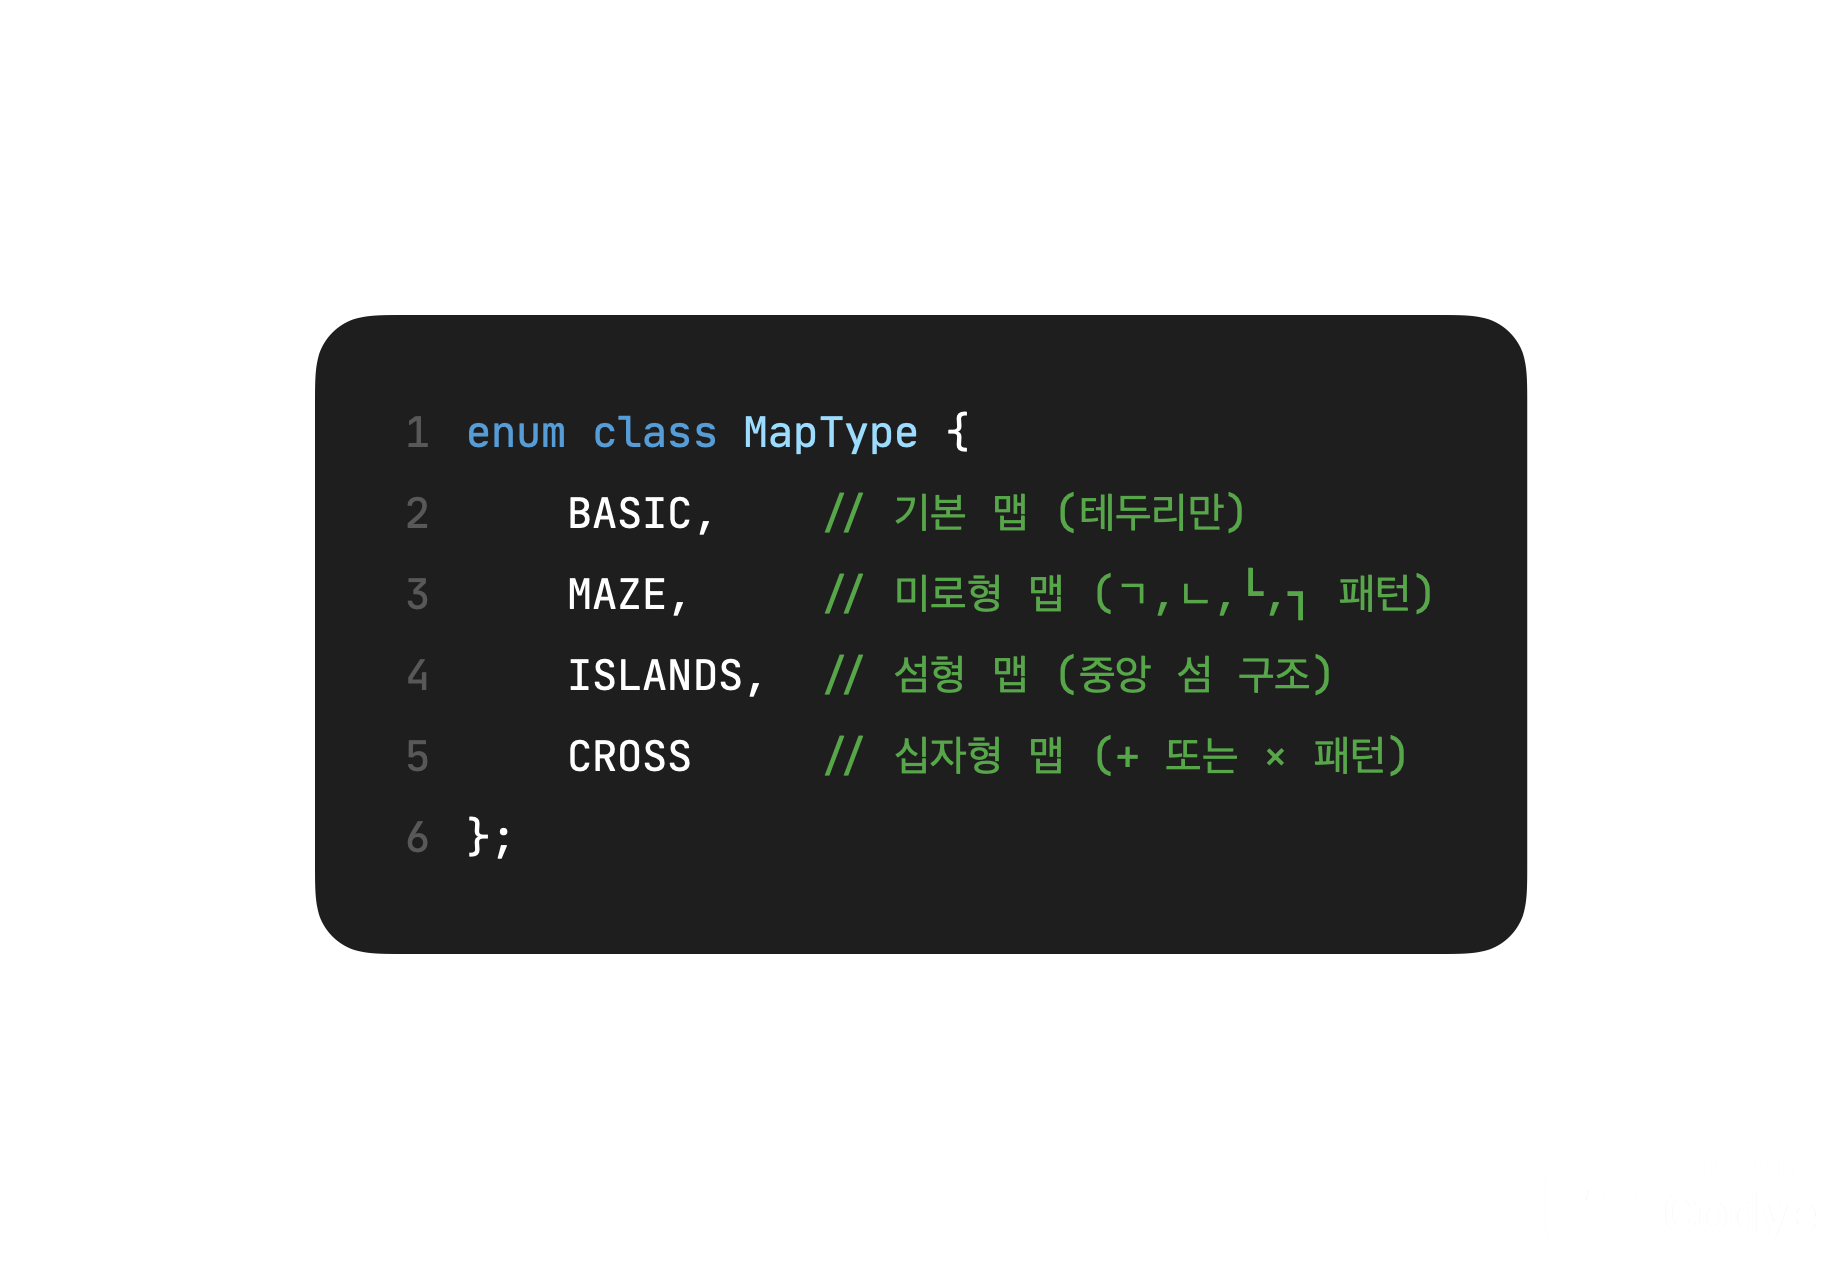 1 enum class MapType {
2     BASIC,     // 기본 맵 (테두리만)
3     MAZE,      // 미로형 맵 (ㄱ,ㄴ,┗,┓ 패턴)
4     ISLANDS,   // 섬형 맵 (중앙 섬 구조)
5     CROSS      // 십자형 맵 (+ 또는 × 패턴)
6 };